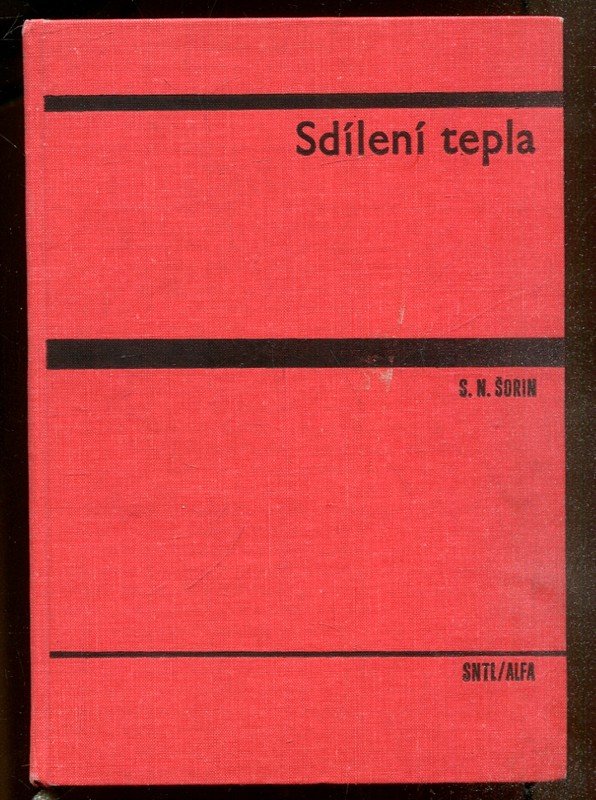 Sdílení tepla
S. N. ŠORIN
SNTL/ALFA